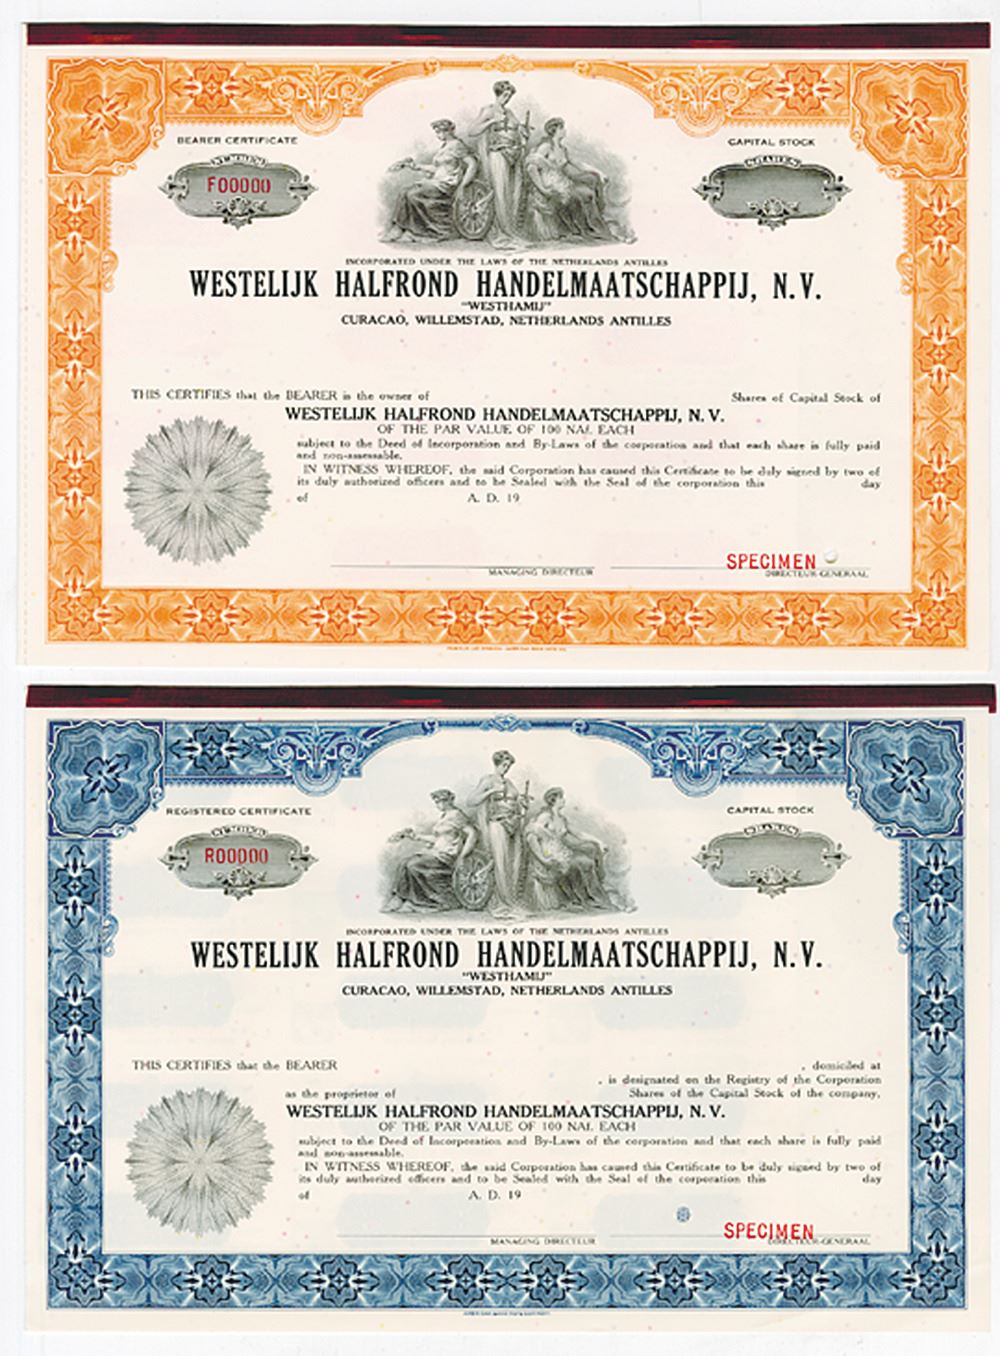 BEARER CERTIFICATE
CAPITAL STOCK
NUMBER
SHARES
F00000
INCORPORATED UNDER THE LAWS OF THE NETHERLANDS ANTILLES
WESTELIJK HALFROND HANDELMAATSCHAPPIJ, N.V.
"WESTHAMIJ"
CURACAO, WILLEMSTAD, NETHERLANDS ANTILLES
THIS CERTIFIES that the BEARER is the owner of Shares of Capital Stock of
WESTELIJK HALFROND HANDELMAATSCHAPPIJ, N.V.
OF THE PAR VALUE OF 100 NAf. EACH
subject to the Deed of Incorporation and By-Laws of the corporation and that each share is fully paid
and non-assessable.
IN WITNESS WHEREOF, the said Corporation has caused this Certificate to be duly signed by two of
its duly authorized officers and to be Sealed with the Seal of the corporation this day
of A. D. 19
SPECIMEN
MANAGING DIRECTEUR DIRECTEUR-GENERAAL
REGISTERED CERTIFICATE
CAPITAL STOCK
NUMBER
SHARES
R00000
INCORPORATED UNDER THE LAWS OF THE NETHERLANDS ANTILLES
WESTELIJK HALFROND HANDELMAATSCHAPPIJ, N.V.
"WESTHAMIJ"
CURACAO, WILLEMSTAD, NETHERLANDS ANTILLES
THIS CERTIFIES that the BEARER , domiciled at
, is designated on the Registry of the Corporation
as the proprietor of Shares of the Capital Stock of the company,
WESTELIJK HALFROND HANDELMAATSCHAPPIJ, N.V.
OF THE PAR VALUE OF 100 NAf. EACH
subject to the Deed of Incorporation and By-Laws of the corporation and that each share is fully paid
and non-assessable.
IN WITNESS WHEREOF, the said Corporation has caused this Certificate to be duly signed by two of
its duly authorized officers and to be Sealed with the Seal of the corporation this day
of A. D. 19
SPECIMEN
MANAGING DIRECTEUR DIRECTEUR-GENERAAL